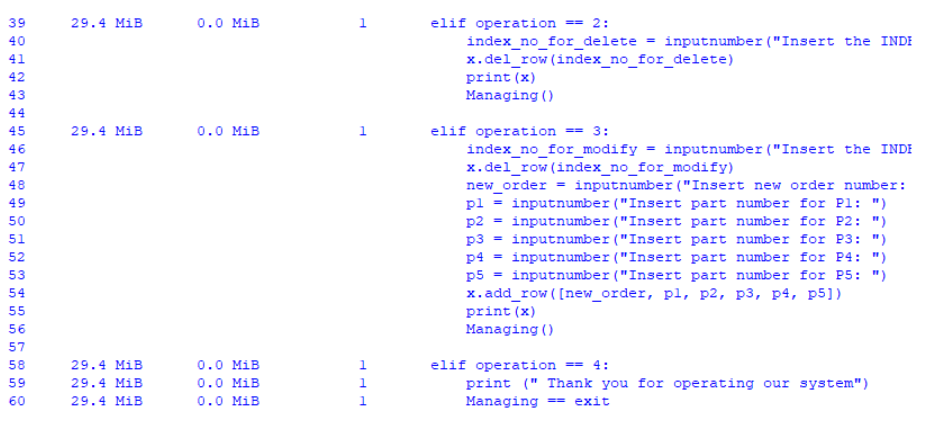 39 29.4 MiB 0.0 MiB 1 elif operation == 2:
40 index_no_for_delete = inputnumber("Insert the INDE
41 x.del_row(index_no_for_delete)
42 print(x)
43 Managing()
44
45 29.4 MiB 0.0 MiB 1 elif operation == 3:
46 index_no_for_modify = inputnumber("Insert the INDE
47 x.del_row(index_no_for_modify)
48 new_order = inputnumber("Insert new order number:
49 p1 = inputnumber("Insert part number for P1: ")
50 p2 = inputnumber("Insert part number for P2: ")
51 p3 = inputnumber("Insert part number for P3: ")
52 p4 = inputnumber("Insert part number for P4: ")
53 p5 = inputnumber("Insert part number for P5: ")
54 x.add_row([new_order, p1, p2, p3, p4, p5])
55 print(x)
56 Managing()
57
58 29.4 MiB 0.0 MiB 1 elif operation == 4:
59 29.4 MiB 0.0 MiB 1 print (" Thank you for operating our system")
60 29.4 MiB 0.0 MiB 1 Managing == exit